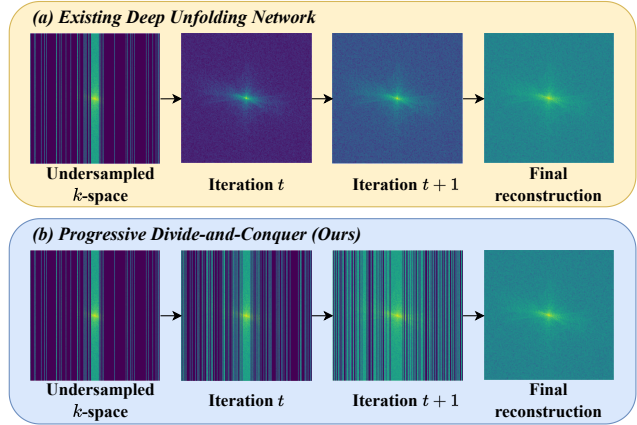 (a) Existing Deep Unfolding Network
Undersampled
k-space
Iteration t
Iteration t + 1
Final
reconstruction
(b) Progressive Divide-and-Conquer (Ours)
Undersampled
k-space
Iteration t
Iteration t + 1
Final
reconstruction